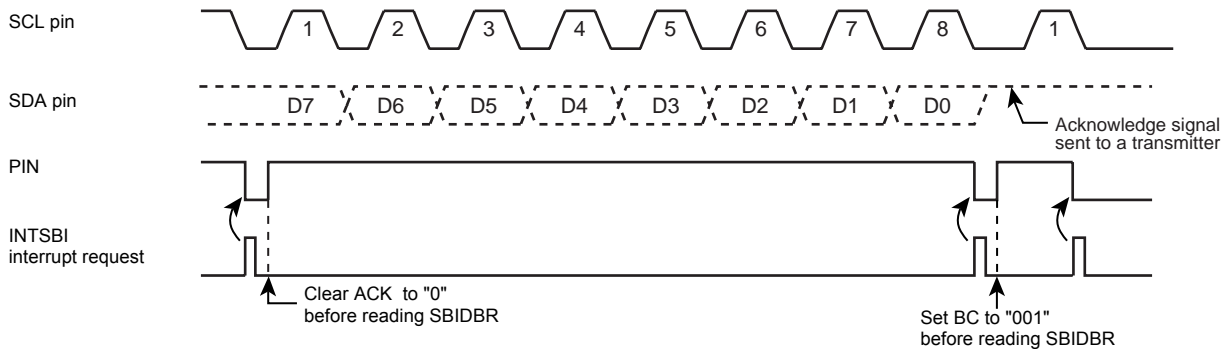 SCL pin
1 2 3 4 5 6 7 8 1
SDA pin
D7 D6 D5 D4 D3 D2 D1 D0
Acknowledge signal
sent to a transmitter
PIN
INTSBI
interrupt request
Clear ACK to "0"
before reading SBIDBR
Set BC to "001"
before reading SBIDBR